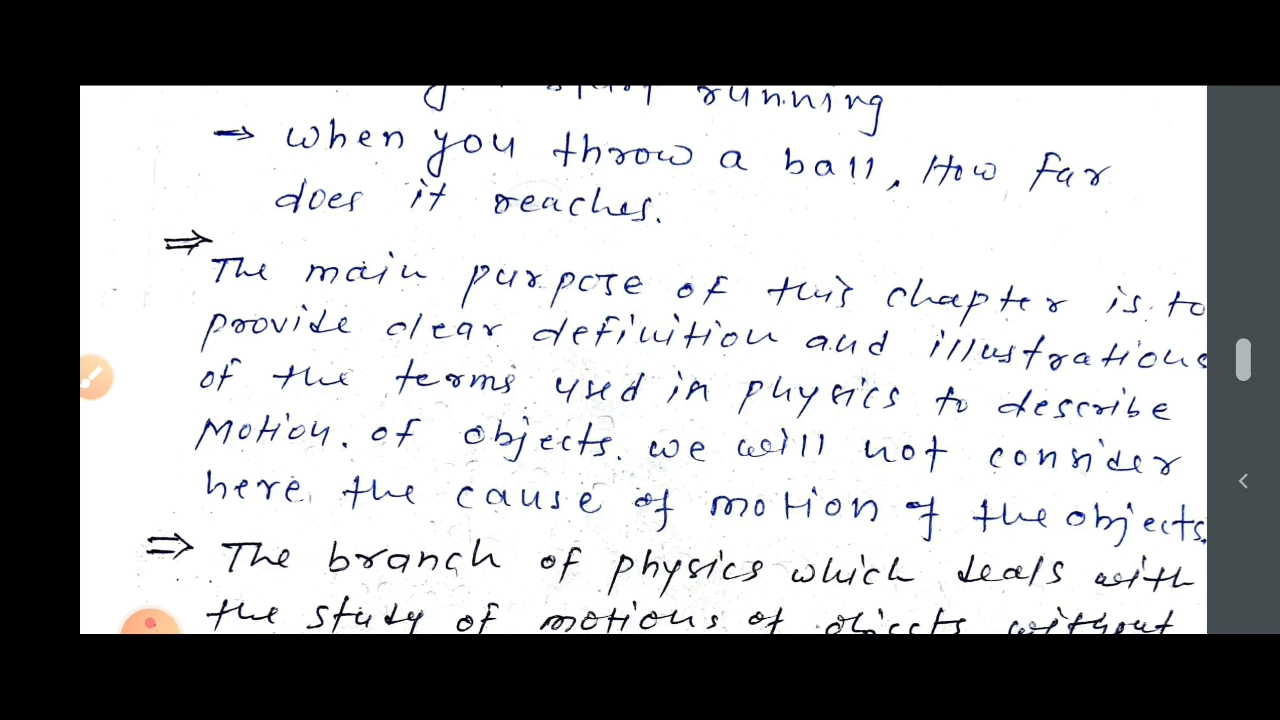 running
→ when you throw a ball, How far
does it reaches.
⇒
The main purpose of this chapter is to
provide clear definition and illustrations
of the terms used in physics to describe
Motion. of objects. we will not consider
here the cause of motion of the objects.
⇒ The branch of physics which deals with
the study of motions of objects without